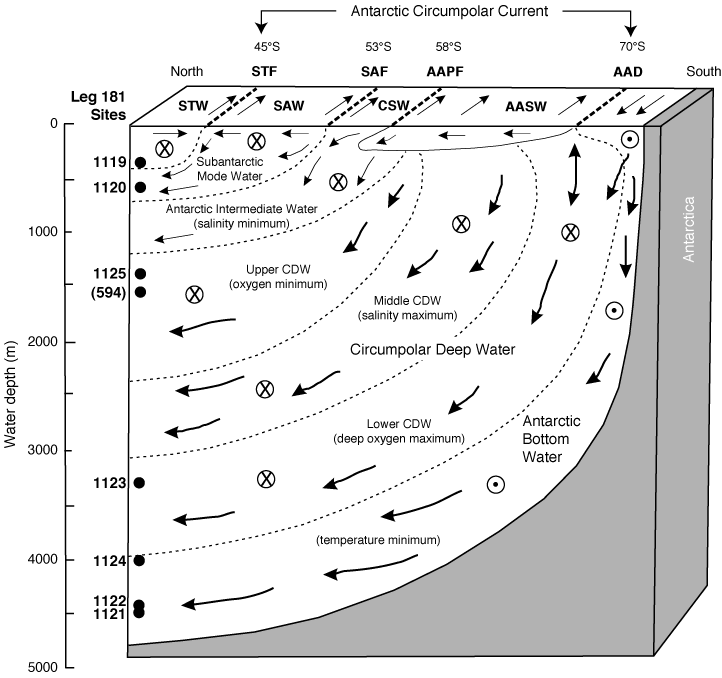 Antarctic Circumpolar Current
45°S 53°S 58°S 70°S
North STF SAF AAPF AAD South
Leg 181
Sites
STW SAW CSW AASW
0
1119
Subantarctic
Mode Water
1120
Antarctic Intermediate Water
(salinity minimum)
1000
Antarctica
1125
Upper CDW
(oxygen minimum)
(594)
Middle CDW
(salinity maximum)
2000
Circumpolar Deep Water
Water depth (m)
Lower CDW
(deep oxygen maximum)
Antarctic
Bottom
Water
3000
1123
(temperature minimum)
4000
1124
1122
1121
5000